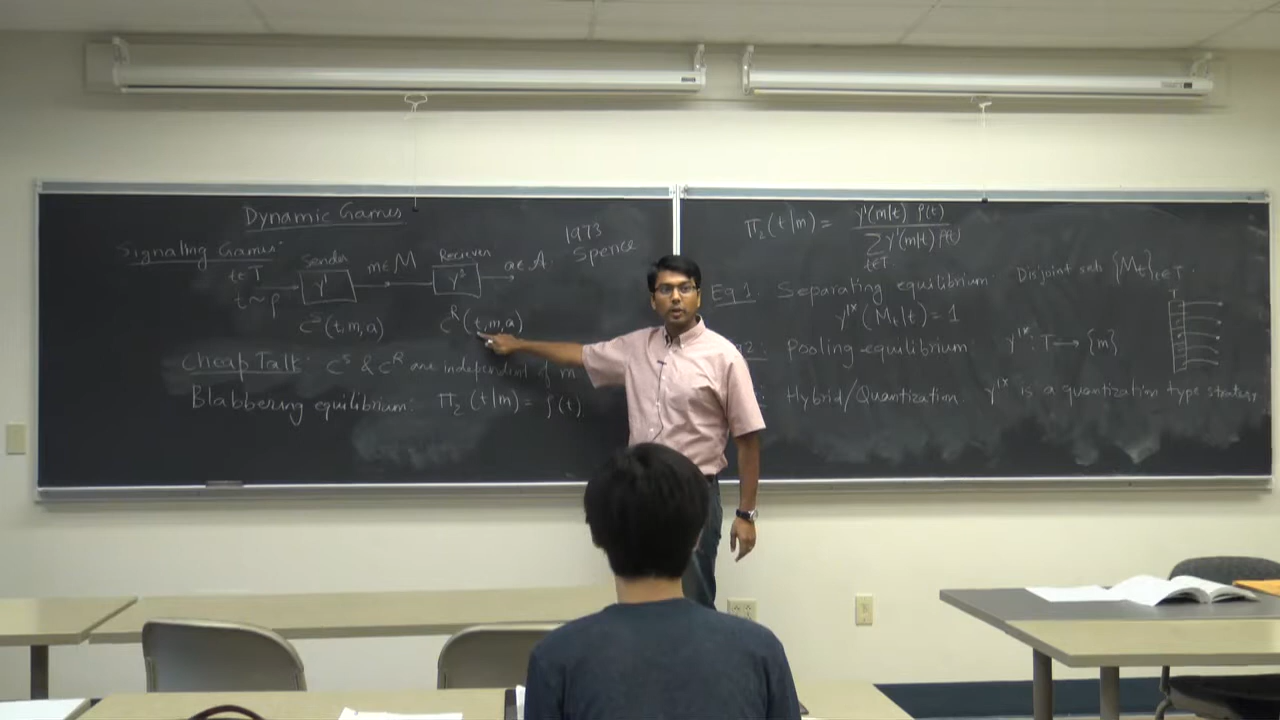 Dynamic Games
Signaling Games:
1973
Spence
Sender
Reciever
t∈T
t~ρ
γ¹
m∈M
γ²
a∈A.
c^S(t,m,a)
c^R(t,m,a)
Cheap Talk: c^S & c^R are independent of m
Blabbering equilibrium: Π₂(t|m) = ρ(t)
Π₂(t|m) = γ¹(m|t) ρ(t)
∑ γ¹(m|t) ρ(t)
t∈T
Eq 1: Separating equilibrium: Disjoint sets {M_t}_{t∈T}.
γ^{1*}(M_t|t) = 1
T
Pooling equilibrium: γ^{1*}: T → {m}
Hybrid/Quantization γ^{1*} is a quantization type strategy